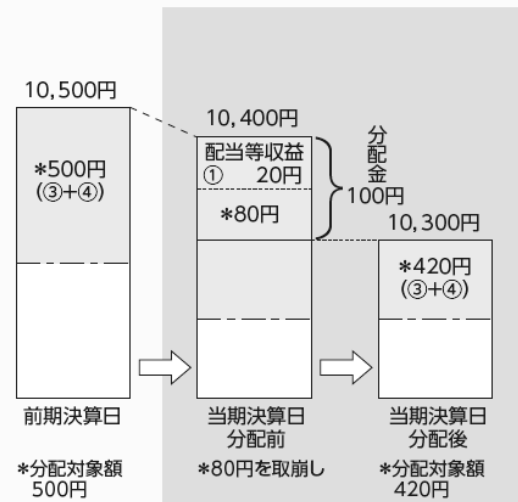 10,500円
*500円
(③+④)
前期決算日
*分配対象額
500円
10,400円
配当等収益
① 20円
*80円
分配金
100円
当期決算日
分配前
*80円を取崩し
10,300円
*420円
(③+④)
当期決算日
分配後
*分配対象額
420円